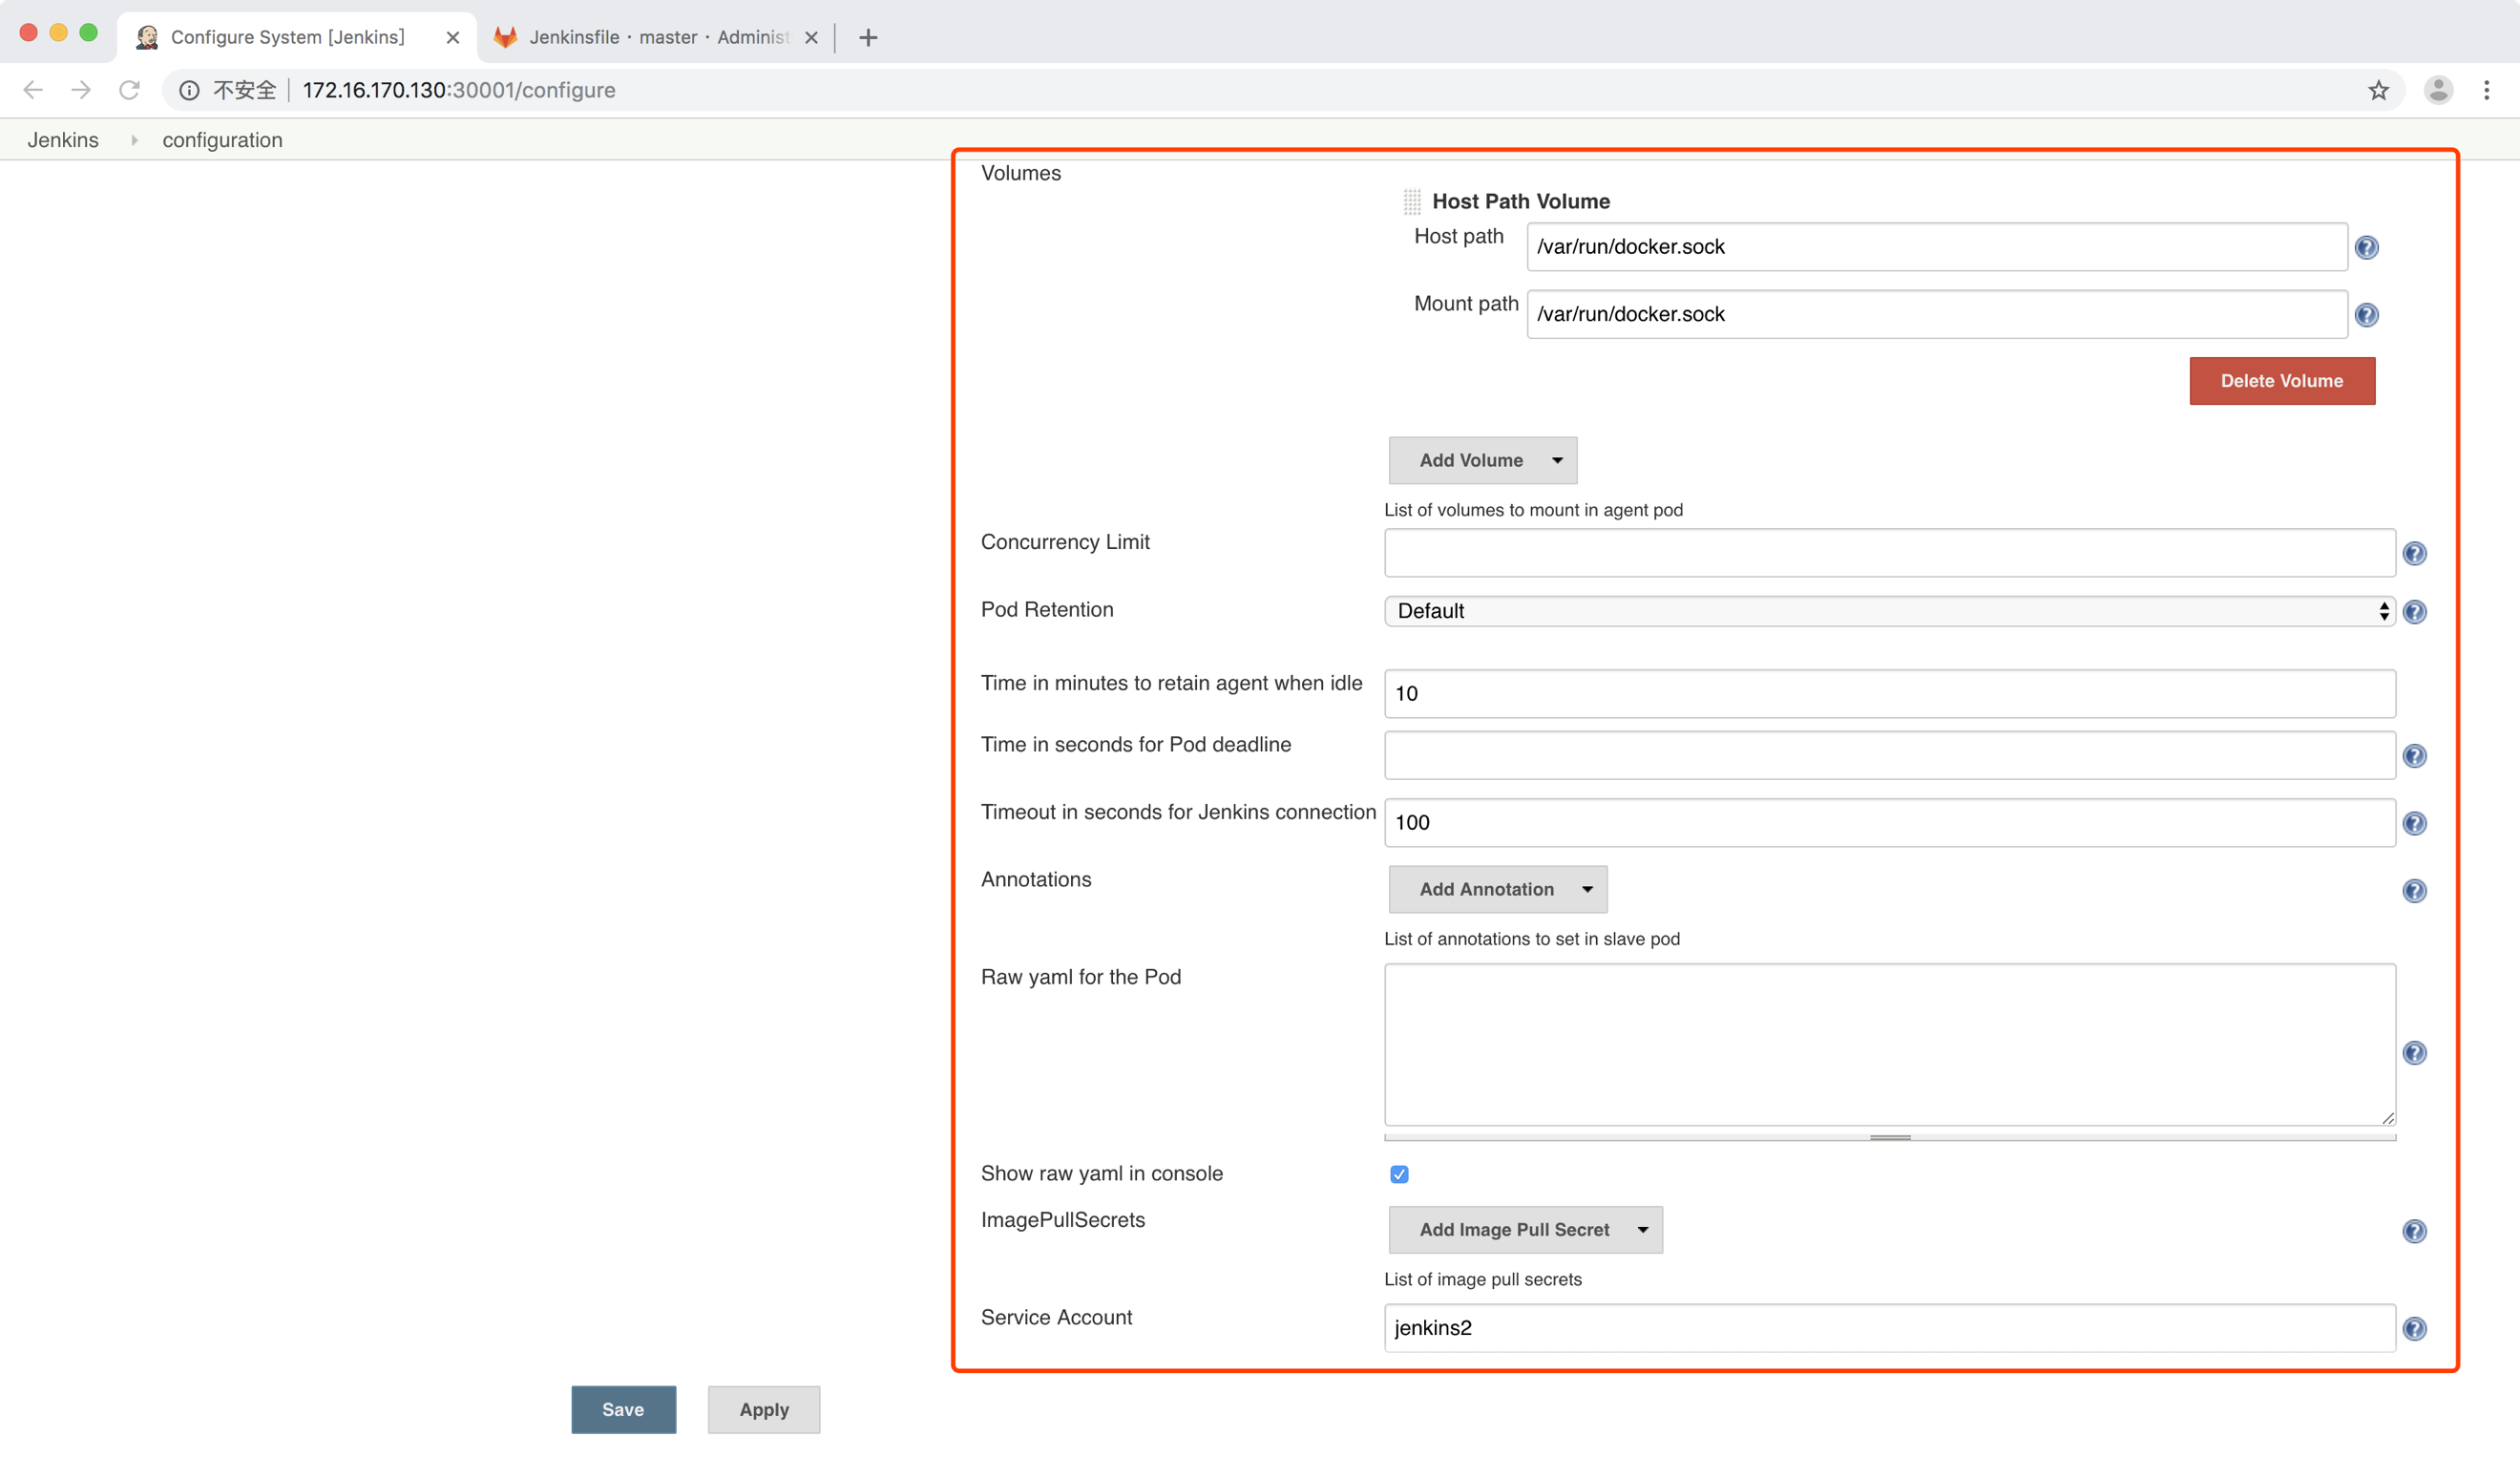 Configure System [Jenkins]
Jenkinsfile · master · Administ
不安全
172.16.170.130:30001/configure
Jenkins
configuration
Volumes
Host Path Volume
Host path
/var/run/docker.sock
Mount path
/var/run/docker.sock
Delete Volume
Add Volume
List of volumes to mount in agent pod
Concurrency Limit
Pod Retention
Default
Time in minutes to retain agent when idle
10
Time in seconds for Pod deadline
Timeout in seconds for Jenkins connection
100
Annotations
Add Annotation
List of annotations to set in slave pod
Raw yaml for the Pod
Show raw yaml in console
ImagePullSecrets
Add Image Pull Secret
List of image pull secrets
Service Account
jenkins2
Save
Apply